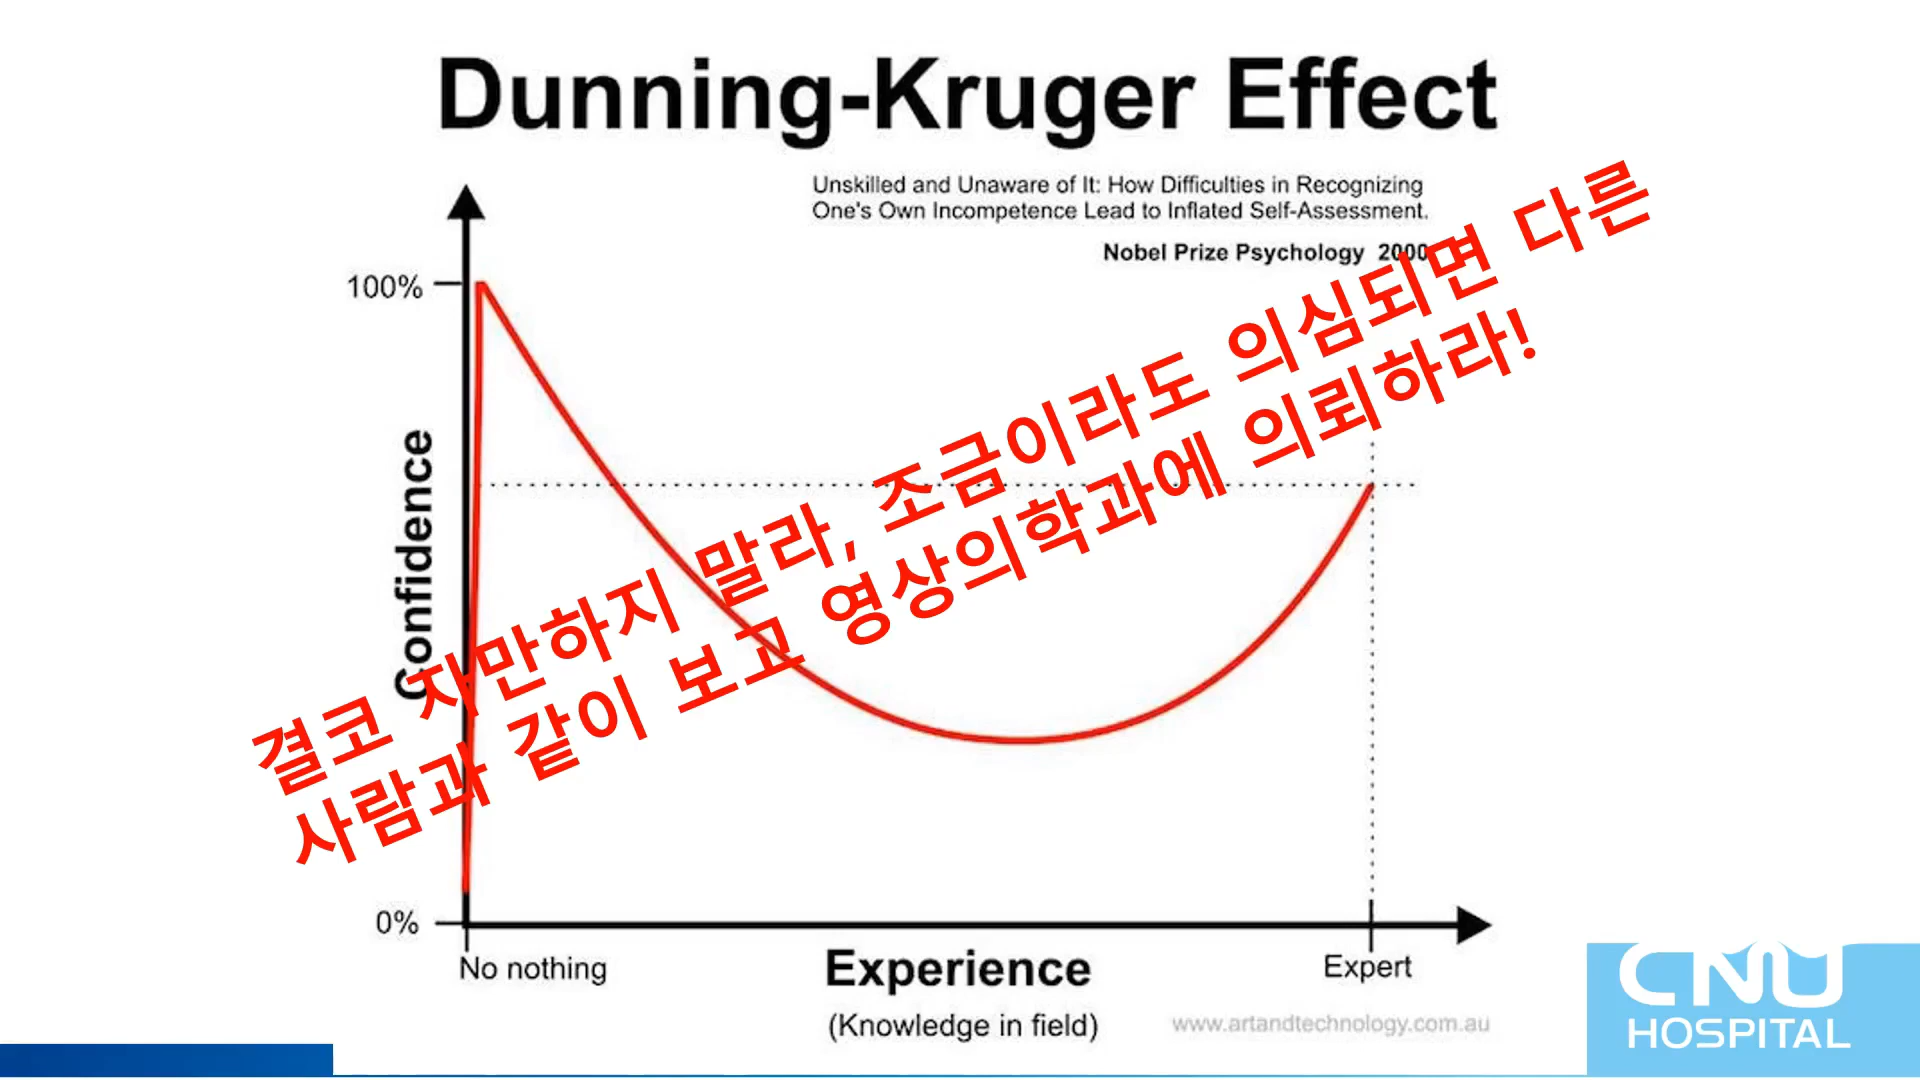 Dunning-Kruger Effect
Unskilled and Unaware of It: How Difficulties in Recognizing
One's Own Incompetence Lead to Inflated Self-Assessment.
Nobel Prize Psychology 2000
100%
Confidence
결코 자만하지 말라, 조금이라도 의심되면 다른
사람과 같이 보고 영상의학과에 의뢰하라!
0%
No nothing
Experience
Expert
(Knowledge in field)
www.artandtechnology.com.au
CNU
HOSPITAL